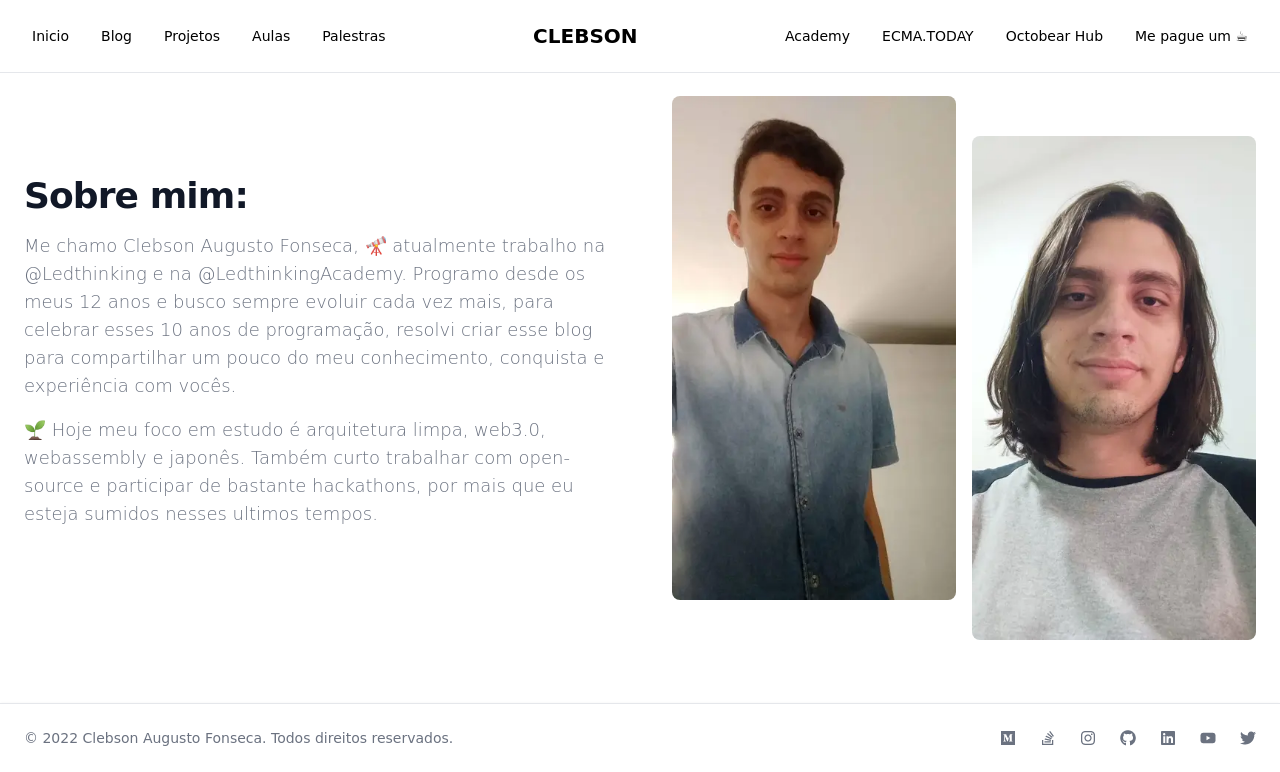 Inicio Blog Projetos Aulas Palestras CLEBSON Academy ECMA.TODAY Octobear Hub Me pague um ☕
Sobre mim:
Me chamo Clebson Augusto Fonseca, 🔭 atualmente trabalho na
@Ledthinking e na @LedthinkingAcademy. Programo desde os
meus 12 anos e busco sempre evoluir cada vez mais, para
celebrar esses 10 anos de programação, resolvi criar esse blog
para compartilhar um pouco do meu conhecimento, conquista e
experiência com vocês.
🌱 Hoje meu foco em estudo é arquitetura limpa, web3.0,
webassembly e japonês. Também curto trabalhar com open-
source e participar de bastante hackathons, por mais que eu
esteja sumidos nesses ultimos tempos.
© 2022 Clebson Augusto Fonseca. Todos direitos reservados.